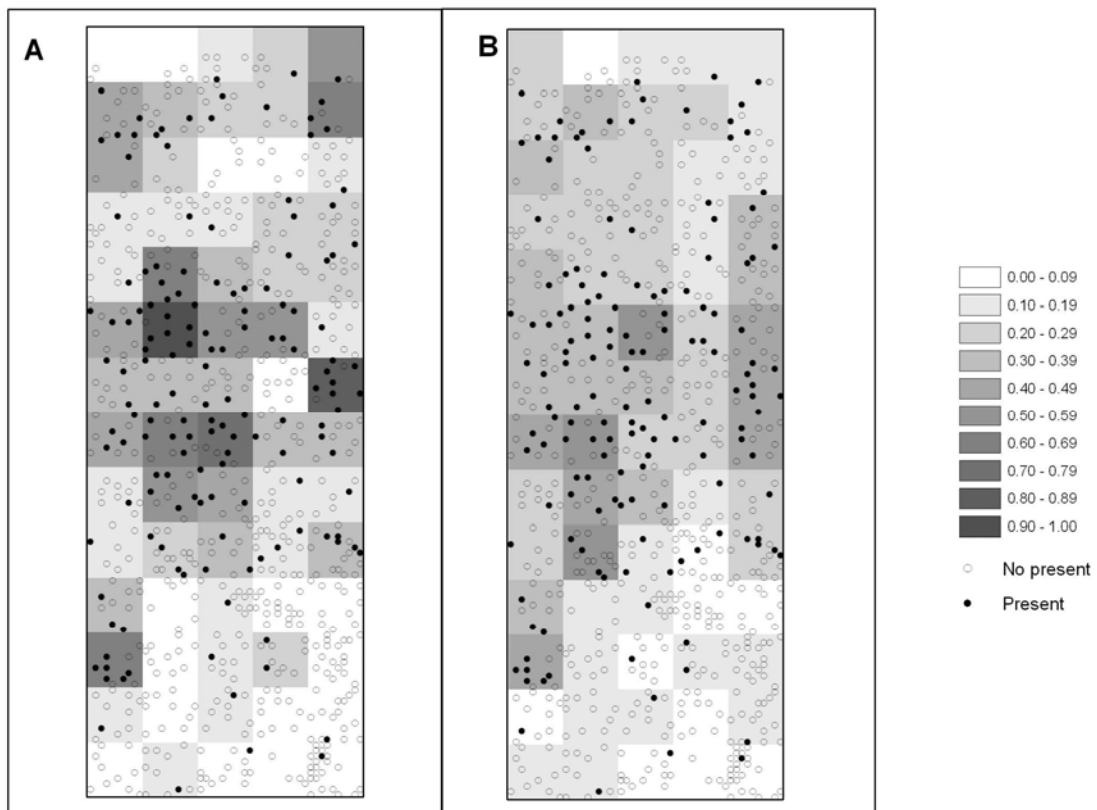 A
B
0.00 - 0.09
0.10 - 0.19
0.20 - 0.29
0.30 - 0.39
0.40 - 0.49
0.50 - 0.59
0.60 - 0.69
0.70 - 0.79
0.80 - 0.89
0.90 - 1.00
No present
Present